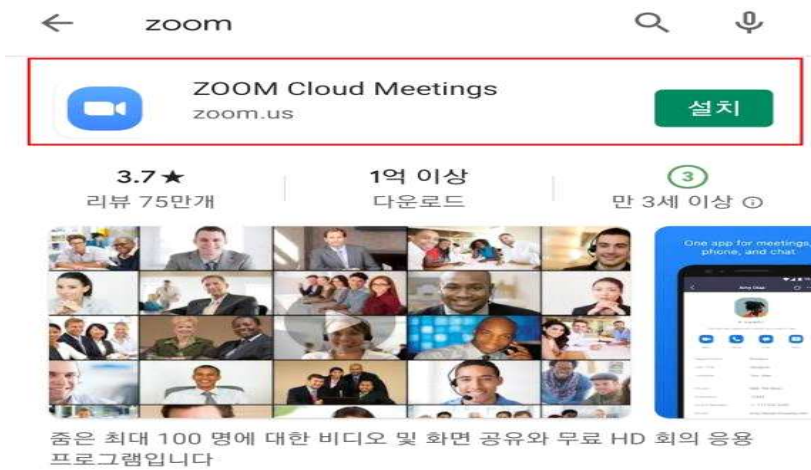 zoom
ZOOM Cloud Meetings
zoom.us
설치
3.7★
리뷰 75만개
1억 이상
다운로드
3
만 3세 이상
One app for meetings,
phone, and chat
줌은 최대 100 명에 대한 비디오 및 화면 공유와 무료 HD 회의 응용
프로그램입니다